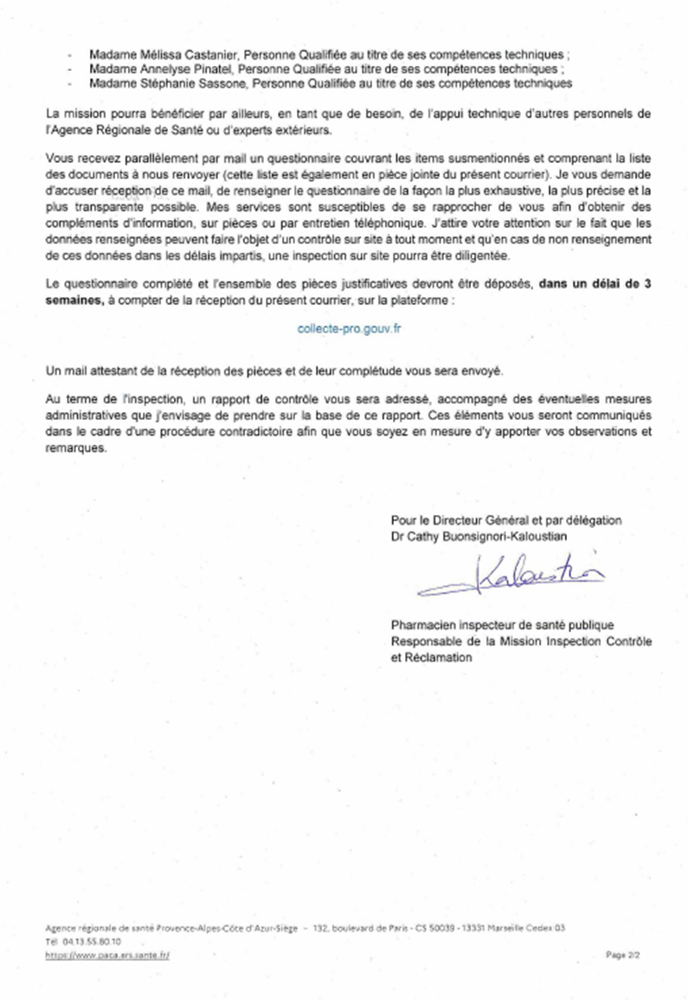 - Madame Mélissa Castanier, Personne Qualifiée au titre de ses compétences techniques ;
- Madame Annelyse Pinatel, Personne Qualifiée au titre de ses compétences techniques ;
- Madame Stéphanie Sassone, Personne Qualifiée au titre de ses compétences techniques
La mission pourra bénéficier par ailleurs, en tant que de besoin, de l'appui technique d'autres personnels de
l'Agence Régionale de Santé ou d'experts extérieurs.
Vous recevez parallèlement par mail un questionnaire couvrant les items susmentionnés et comprenant la liste
des documents à nous renvoyer (cette liste est également en pièce jointe du présent courrier). Je vous demande
d'accuser réception de ce mail, de renseigner le questionnaire de la façon la plus exhaustive, la plus précise et la
plus transparente possible. Mes services sont susceptibles de se rapprocher de vous afin d'obtenir des
compléments d'information, sur pièces ou par entretien téléphonique. J'attire votre attention sur le fait que les
données renseignées peuvent faire l'objet d'un contrôle sur site à tout moment et qu'en cas de non renseignement
de ces données dans les délais impartis, une inspection sur site pourra être diligentée.
Le questionnaire complété et l'ensemble des pièces justificatives devront être déposés, dans un délai de 3
semaines, à compter de la réception du présent courrier, sur la plateforme :
collecte-pro.gouv.fr
Un mail attestant de la réception des pièces et de leur complétude vous sera envoyé.
Au terme de l'inspection, un rapport de contrôle vous sera adressé, accompagné des éventuelles mesures
administratives que j'envisage de prendre sur la base de ce rapport. Ces éléments vous seront communiqués
dans le cadre d'une procédure contradictoire afin que vous soyez en mesure d'y apporter vos observations et
remarques.
Pour le Directeur Général et par délégation
Dr Cathy Buonsignori-Kaloustian
Kaloustian
Pharmacien inspecteur de santé publique
Responsable de la Mission Inspection Contrôle
et Réclamation
Agence régionale de santé Provence-Alpes-Côte d'Azur-Siège - 132, boulevard de Paris - CS 50039 - 13331 Marseille Cedex 03
Tél 04.13.55.80.10
https://www.paca.ars.sante.fr/
Page 2/2